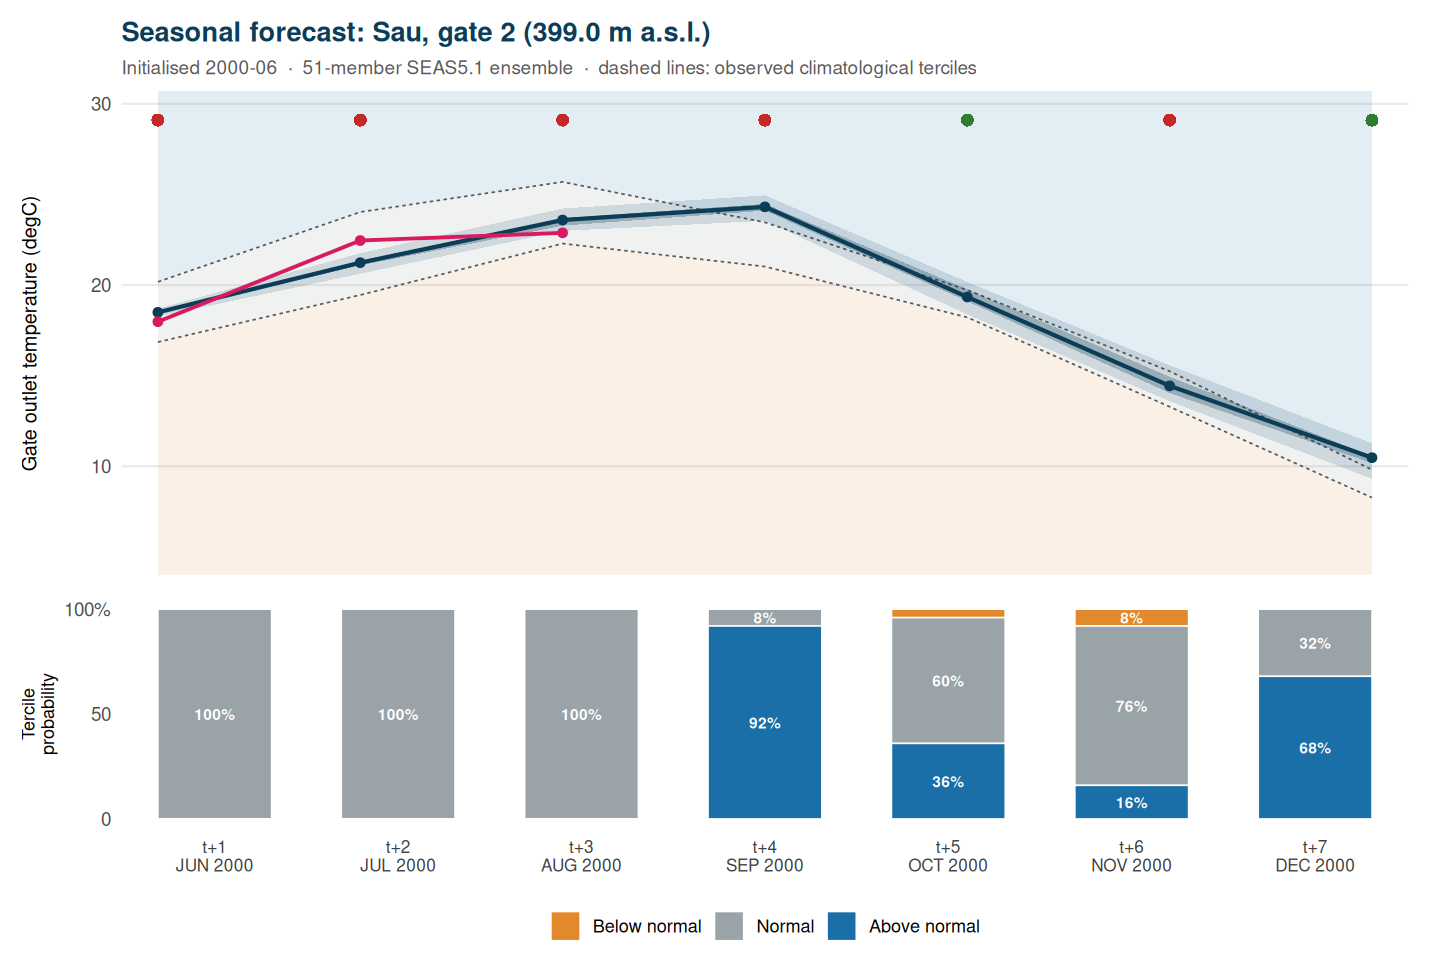 Seasonal forecast: Sau, gate 2 (399.0 m a.s.l.)
Initialised 2000-06 · 51-member SEAS5.1 ensemble · dashed lines: observed climatological terciles
Gate outlet temperature (degC)
30
20
10
Tercile
probability
100%
50
0
100%
100%
100%
8%
92%
60%
36%
8%
76%
16%
32%
68%
t+1
JUN 2000
t+2
JUL 2000
t+3
AUG 2000
t+4
SEP 2000
t+5
OCT 2000
t+6
NOV 2000
t+7
DEC 2000
Below normal
Normal
Above normal